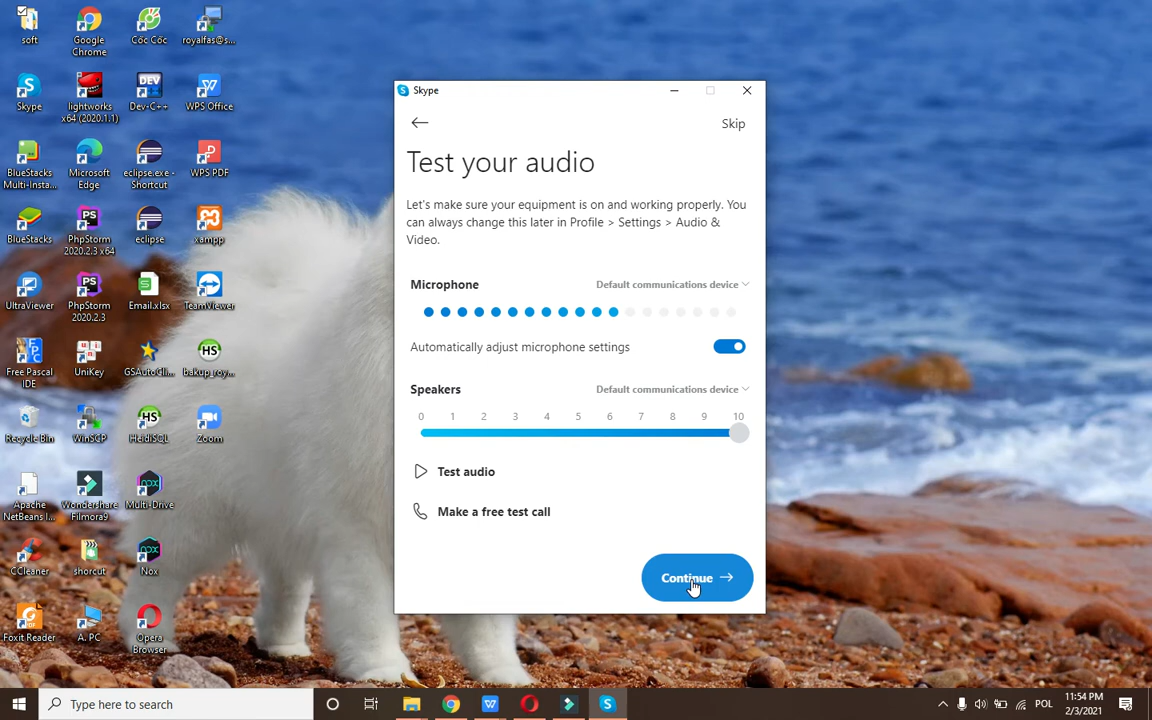 soft
Google
Chrome
Cốc Cốc
royalfas@s...
Skype
lightworks
x64 (2020.1.1)
Dev-C++
WPS Office
BlueStacks
Multi-Insta...
Microsoft
Edge
eclipse.exe -
Shortcut
WPS PDF
BlueStacks
PhpStorm
2020.2.3 x64
eclipse
xampp
UltraViewer
PhpStorm
2020.2.3
Email.xlsx
TeamViewer
Free Pascal
IDE
UniKey
GSAutoCli...
bakup_roy...
Recycle Bin
WinSCP
HeidiSQL
Zoom
Apache
NetBeans I...
Wondershare
Filmora9
Multi-Drive
CCleaner
shorcut
Nox
Foxit Reader
A. PC
Opera
Browser
Skype
Skip
Test your audio
Let's make sure your equipment is on and working properly. You
can always change this later in Profile > Settings > Audio &
Video.
Microphone
Default communications device
Automatically adjust microphone settings
Speakers
Default communications device
0 1 2 3 4 5 6 7 8 9 10
Test audio
Make a free test call
Continue
Type here to search
POL
11:54 PM
2/3/2021